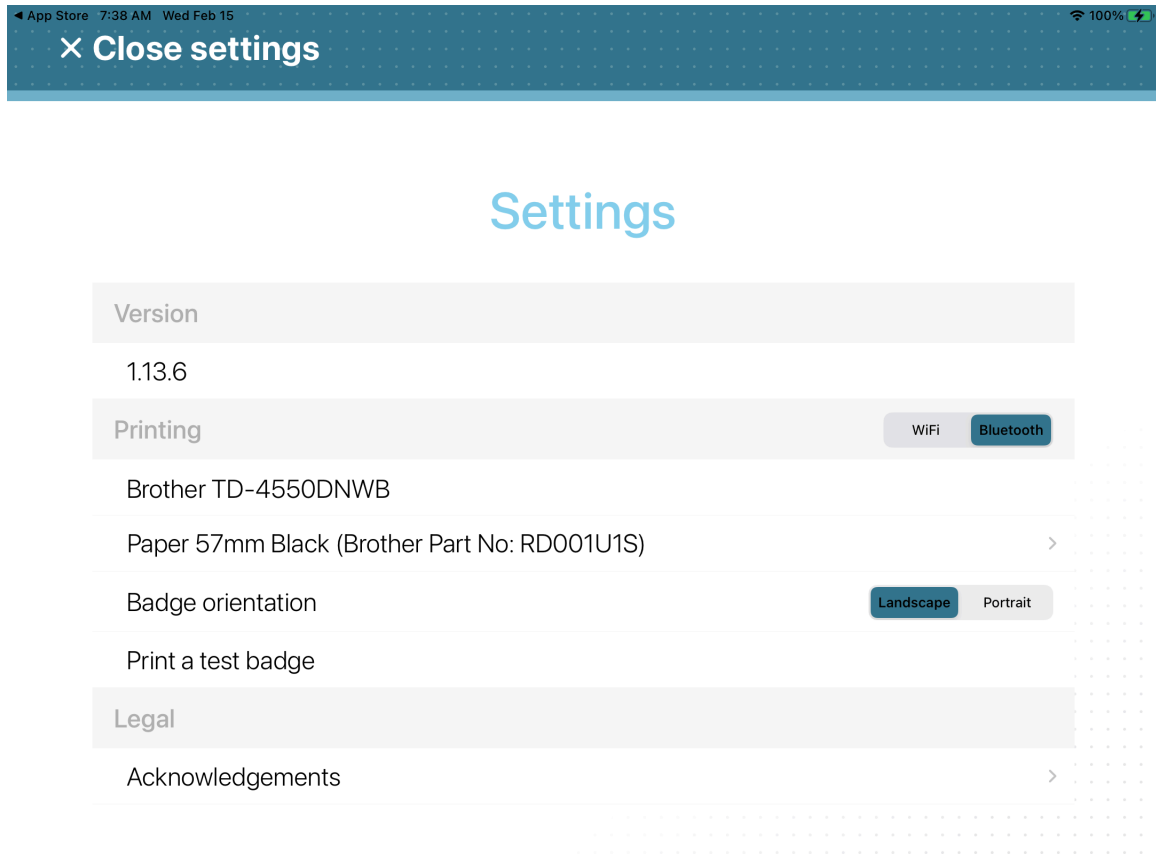 ◀ App Store 7:38 AM Wed Feb 15 100%
✕ Close settings
Settings
Version
1.13.6
Printing WiFi Bluetooth
Brother TD-4550DNWB
Paper 57mm Black (Brother Part No: RD001U1S)
Badge orientation Landscape Portrait
Print a test badge
Legal
Acknowledgements